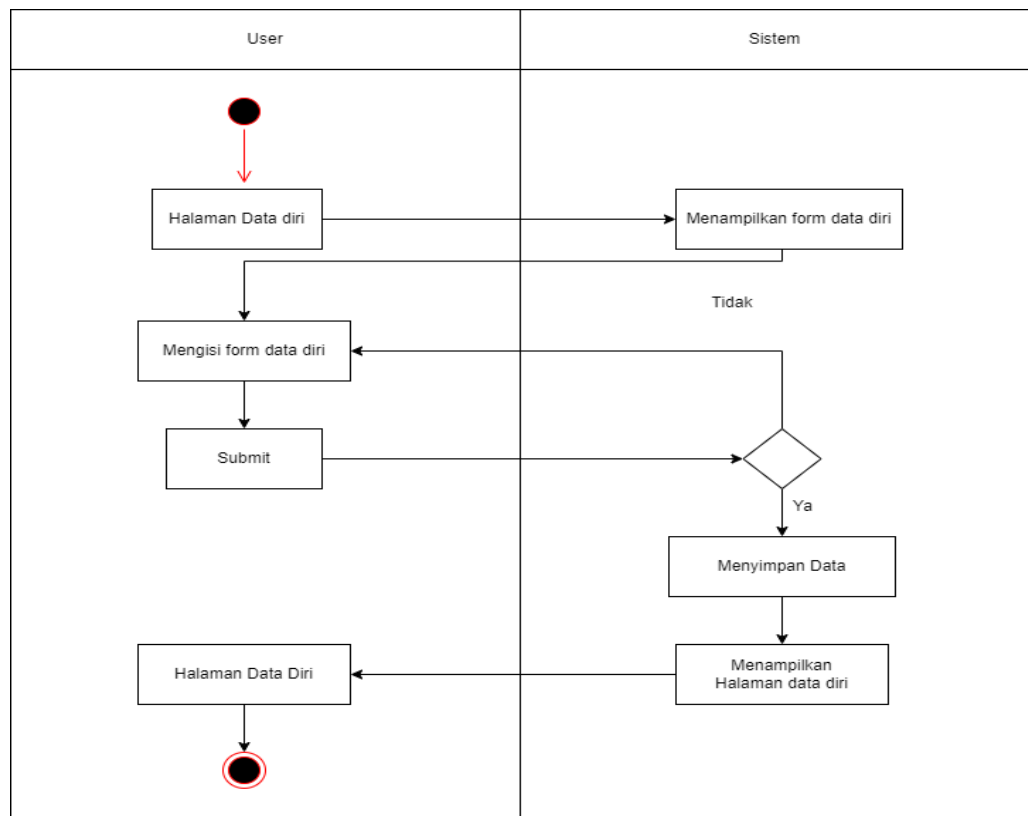 User
Sistem
Halaman Data diri
Menampilkan form data diri
Tidak
Mengisi form data diri
Submit
Ya
Menyimpan Data
Halaman Data Diri
Menampilkan
Halaman data diri